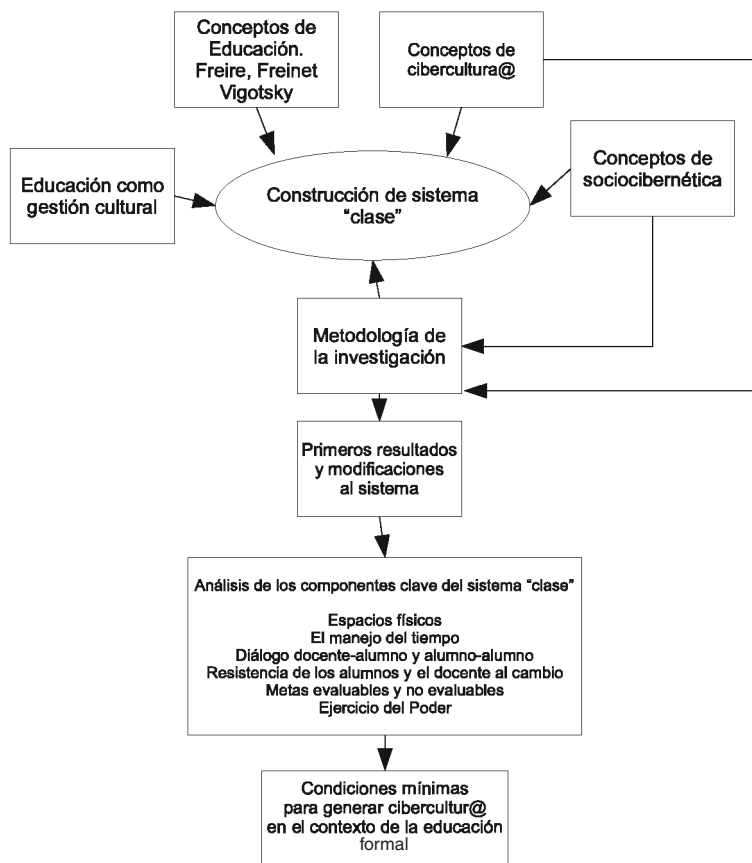 Conceptos de
Educación.
Freire, Freinet
Vigotsky
Conceptos de
cibercultura@
Educación como
gestión cultural
Construcción de sistema
“clase”
Conceptos de
sociocibernética
Metodología de
la investigación
Primeros resultados
y modificaciones
al sistema
Análisis de los componentes clave del sistema “clase”
Espacios físicos
El manejo del tiempo
Diálogo docente-alumno y alumno-alumno
Resistencia de los alumnos y el docente al cambio
Metas evaluables y no evaluables
Ejercicio del Poder
Condiciones mínimas
para generar cibercultur@
en el contexto de la educación
formal